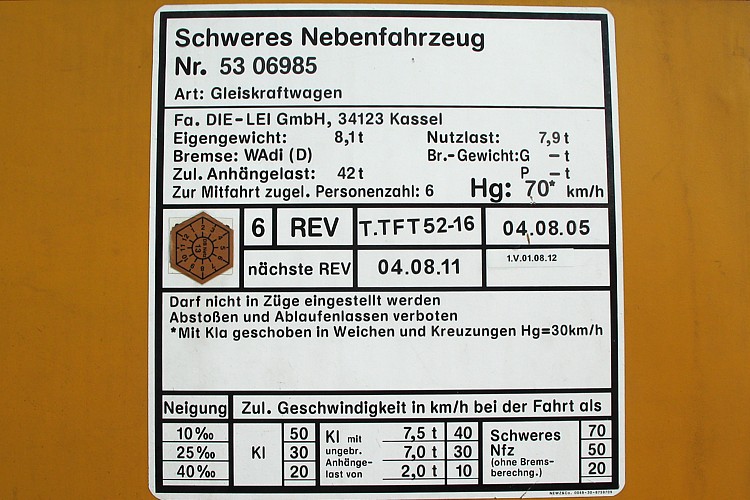 Schweres Nebenfahrzeug
Nr. 53 06985
Art: Gleiskraftwagen
Fa. DIE-LEI GmbH, 34123 Kassel
Eigengewicht: 8,1 t Nutzlast: 7,9 t
Bremse: WAdi (D) Br.-Gewicht: G – t
Zul. Anhängelast: 42 t P – t
Zur Mitfahrt zugel. Personenzahl: 6 Hg: 70* km/h
6 REV T.TFT 52-16 04.08.05
nächste REV 04.08.11 1.V.01.08.12
Darf nicht in Züge eingestellt werden
Abstoßen und Ablaufenlassen verboten
*Mit Kla geschoben in Weichen und Kreuzungen Hg=30km/h
Neigung Zul. Geschwindigkeit in km/h bei der Fahrt als
10 ‰ Kl 50 Kl mit 7,5 t 40 Schweres 70
25 ‰ 30 ungebr. 7,0 t 30 Nfz 50
40 ‰ 20 Anhänge- last von 2,0 t 10 (ohne Brems- berechng.) 20